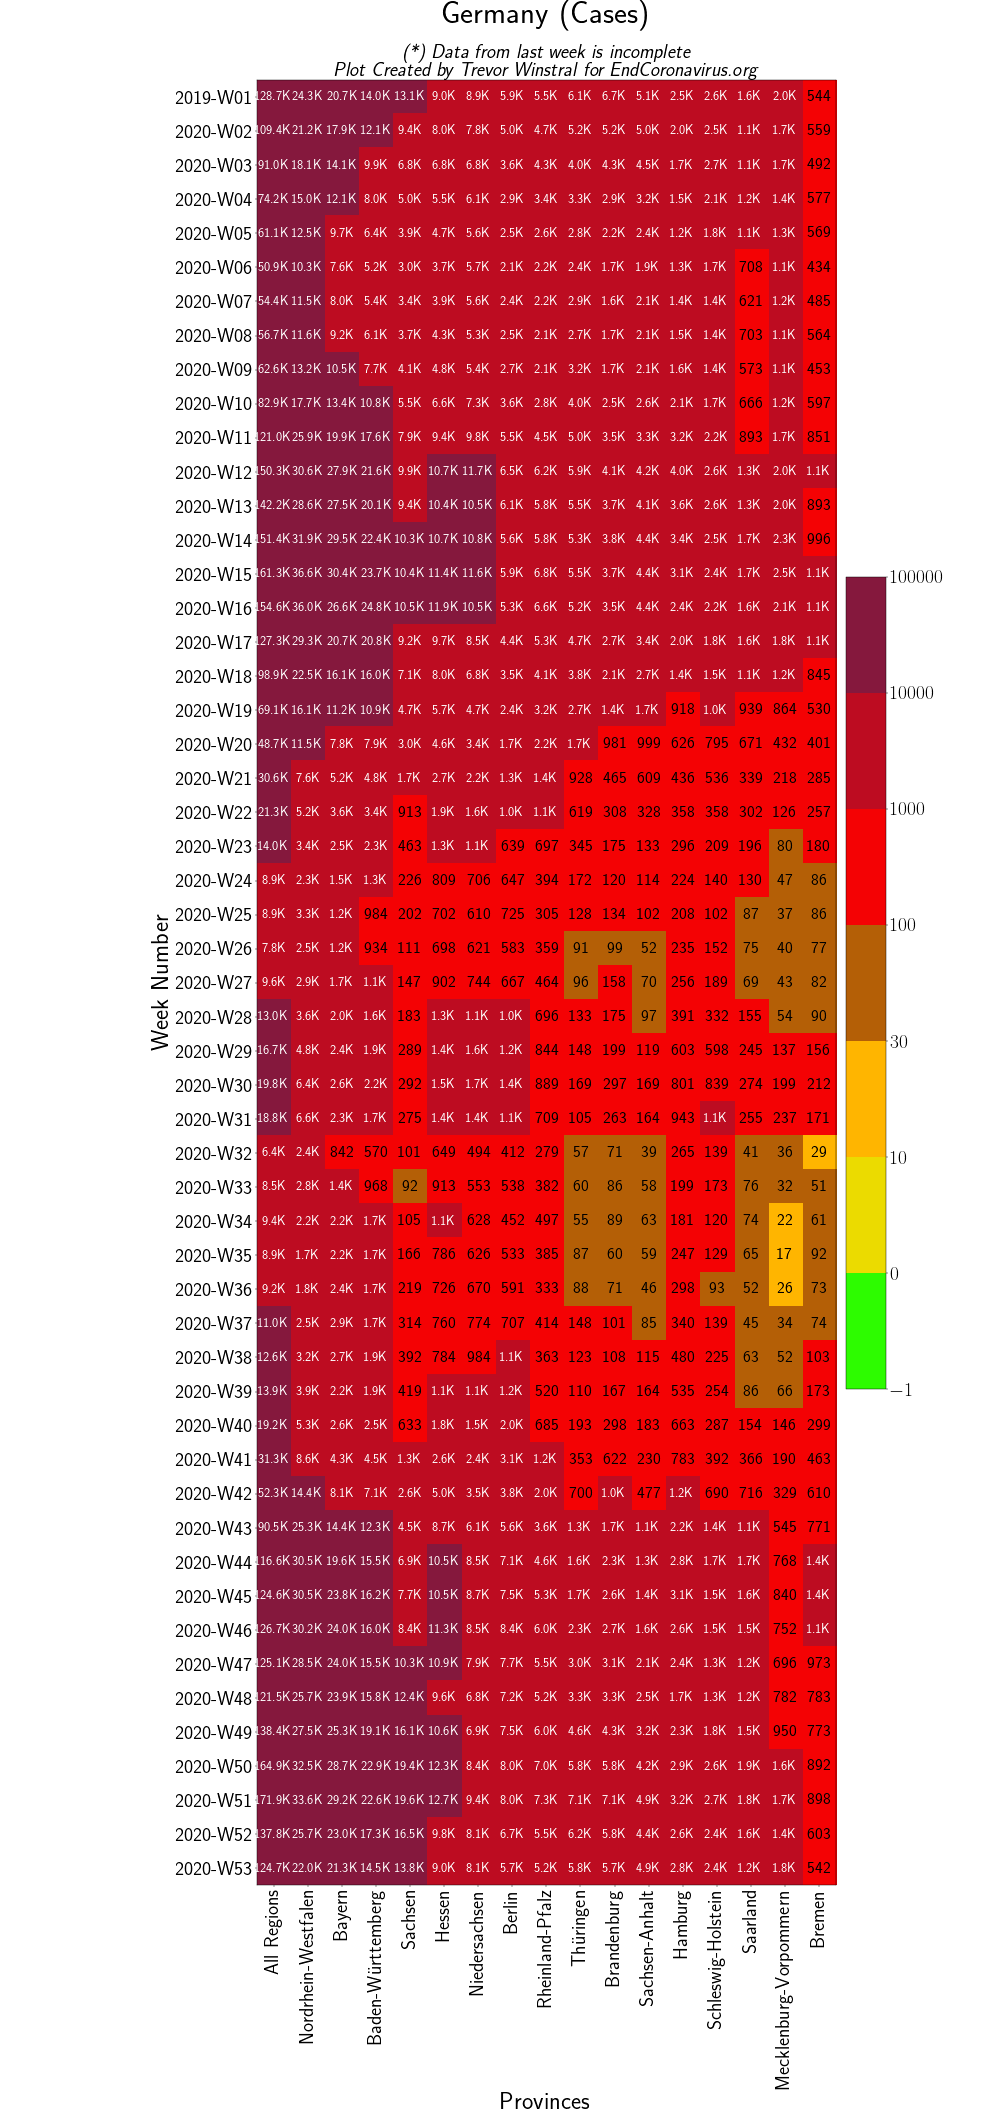 Germany (Cases)
(*) Data from last week is incomplete
Plot Created by Trevor Winstral for EndCoronavirus.org
2019-W01 128.7K 24.3K 20.7K 14.0K 13.1K 9.0K 8.9K 5.9K 5.5K 6.1K 6.7K 5.1K 2.5K 2.6K 1.6K 2.0K 544
2020-W02 109.4K 21.2K 17.9K 12.1K 9.4K 8.0K 7.8K 5.0K 4.7K 5.2K 5.2K 5.0K 2.0K 2.5K 1.1K 1.7K 559
2020-W03 91.0K 18.1K 14.1K 9.9K 6.8K 6.8K 6.8K 3.6K 4.3K 4.0K 4.3K 4.5K 1.7K 2.7K 1.1K 1.7K 492
2020-W04 74.2K 15.0K 12.1K 8.0K 5.0K 5.5K 6.1K 2.9K 3.4K 3.3K 2.9K 3.2K 1.5K 2.1K 1.2K 1.4K 577
2020-W05 61.1K 12.5K 9.7K 6.4K 3.9K 4.7K 5.6K 2.5K 2.6K 2.8K 2.2K 2.4K 1.2K 1.8K 1.1K 1.3K 569
2020-W06 50.9K 10.3K 7.6K 5.2K 3.0K 3.7K 5.7K 2.1K 2.2K 2.4K 1.7K 1.9K 1.3K 1.7K 708 1.1K 434
2020-W07 54.4K 11.5K 8.0K 5.4K 3.4K 3.9K 5.6K 2.4K 2.2K 2.9K 1.6K 2.1K 1.4K 1.4K 621 1.2K 485
2020-W08 56.7K 11.6K 9.2K 6.1K 3.7K 4.3K 5.3K 2.5K 2.1K 2.7K 1.7K 2.1K 1.5K 1.4K 703 1.1K 564
2020-W09 62.6K 13.2K 10.5K 7.7K 4.1K 4.8K 5.4K 2.7K 2.1K 3.2K 1.7K 2.1K 1.6K 1.4K 573 1.1K 453
2020-W10 82.9K 17.7K 13.4K 10.8K 5.5K 6.6K 7.3K 3.6K 2.8K 4.0K 2.5K 2.6K 2.1K 1.7K 666 1.2K 597
2020-W11 121.0K 25.9K 19.9K 17.6K 7.9K 9.4K 9.8K 5.5K 4.5K 5.0K 3.5K 3.3K 3.2K 2.2K 893 1.7K 851
2020-W12 150.3K 30.6K 27.9K 21.6K 9.9K 10.7K 11.7K 6.5K 6.2K 5.9K 4.1K 4.2K 4.0K 2.6K 1.3K 2.0K 1.1K
2020-W13 142.2K 28.6K 27.5K 20.1K 9.4K 10.4K 10.5K 6.1K 5.8K 5.5K 3.7K 4.1K 3.6K 2.6K 1.3K 2.0K 893
2020-W14 151.4K 31.9K 29.5K 22.4K 10.3K 10.7K 10.8K 5.6K 5.8K 5.3K 3.8K 4.4K 3.4K 2.5K 1.7K 2.3K 996
2020-W15 161.3K 36.6K 30.4K 23.7K 10.4K 11.4K 11.6K 5.9K 6.8K 5.5K 3.7K 4.4K 3.1K 2.4K 1.7K 2.5K 1.1K
2020-W16 154.6K 36.0K 26.6K 24.8K 10.5K 11.9K 10.5K 5.3K 6.6K 5.2K 3.5K 4.4K 2.4K 2.2K 1.6K 2.1K 1.1K
2020-W17 127.3K 29.3K 20.7K 20.8K 9.2K 9.7K 8.5K 4.4K 5.3K 4.7K 2.7K 3.4K 2.0K 1.8K 1.6K 1.8K 1.1K
2020-W18 98.9K 22.5K 16.1K 16.0K 7.1K 8.0K 6.8K 3.5K 4.1K 3.8K 2.1K 2.7K 1.4K 1.5K 1.1K 1.2K 845
2020-W19 69.1K 16.1K 11.2K 10.9K 4.7K 5.7K 4.7K 2.4K 3.2K 2.7K 1.4K 1.7K 918 1.0K 939 864 530
2020-W20 48.7K 11.5K 7.8K 7.9K 3.0K 4.6K 3.4K 1.7K 2.2K 1.7K 981 999 626 795 671 432 401
2020-W21 30.6K 7.6K 5.2K 4.8K 1.7K 2.7K 2.2K 1.3K 1.4K 928 465 609 436 536 339 218 285
2020-W22 21.3K 5.2K 3.6K 3.4K 913 1.9K 1.6K 1.0K 1.1K 619 308 328 358 358 302 126 257
2020-W23 14.0K 3.4K 2.5K 2.3K 463 1.3K 1.1K 639 697 345 175 133 296 209 196 80 180
2020-W24 8.9K 2.3K 1.5K 1.3K 226 809 706 647 394 172 120 114 224 140 130 47 86
2020-W25 8.9K 3.3K 1.2K 984 202 702 610 725 305 128 134 102 208 102 87 37 86
2020-W26 7.8K 2.5K 1.2K 934 111 698 621 583 359 91 99 52 235 152 75 40 77
2020-W27 9.6K 2.9K 1.7K 1.1K 147 902 744 667 464 96 158 70 256 189 69 43 82
2020-W28 13.0K 3.6K 2.0K 1.6K 183 1.3K 1.1K 1.0K 696 133 175 97 391 332 155 54 90
2020-W29 16.7K 4.8K 2.4K 1.9K 289 1.4K 1.6K 1.2K 844 148 199 119 603 598 245 137 156
2020-W30 19.8K 6.4K 2.6K 2.2K 292 1.5K 1.7K 1.4K 889 169 297 169 801 839 274 199 212
2020-W31 18.8K 6.6K 2.3K 1.7K 275 1.4K 1.4K 1.1K 709 105 263 164 943 1.1K 255 237 171
2020-W32 6.4K 2.4K 842 570 101 649 494 412 279 57 71 39 265 139 41 36 29
2020-W33 8.5K 2.8K 1.4K 968 92 913 553 538 382 60 86 58 199 173 76 32 51
2020-W34 9.4K 2.2K 2.2K 1.7K 105 1.1K 628 452 497 55 89 63 181 120 74 22 61
2020-W35 8.9K 1.7K 2.2K 1.7K 166 786 626 533 385 87 60 59 247 129 65 17 92
2020-W36 9.2K 1.8K 2.4K 1.7K 219 726 670 591 333 88 71 46 298 93 52 26 73
2020-W37 11.0K 2.5K 2.9K 1.7K 314 760 774 707 414 148 101 85 340 139 45 34 74
2020-W38 12.6K 3.2K 2.7K 1.9K 392 784 984 1.1K 363 123 108 115 480 225 63 52 103
2020-W39 13.9K 3.9K 2.2K 1.9K 419 1.1K 1.1K 1.2K 520 110 167 164 535 254 86 66 173
2020-W40 19.2K 5.3K 2.6K 2.5K 633 1.8K 1.5K 2.0K 685 193 298 183 663 287 154 146 299
2020-W41 31.3K 8.6K 4.3K 4.5K 1.3K 2.6K 2.4K 3.1K 1.2K 353 622 230 783 392 366 190 463
2020-W42 52.3K 14.4K 8.1K 7.1K 2.6K 5.0K 3.5K 3.8K 2.0K 700 1.0K 477 1.2K 690 716 329 610
2020-W43 90.5K 25.3K 14.4K 12.3K 4.5K 8.7K 6.1K 5.6K 3.6K 1.3K 1.7K 1.1K 2.2K 1.4K 1.1K 545 771
2020-W44 116.6K 30.5K 19.6K 15.5K 6.9K 10.5K 8.5K 7.1K 4.6K 1.6K 2.3K 1.3K 2.8K 1.7K 1.7K 768 1.4K
2020-W45 124.6K 30.5K 23.8K 16.2K 7.7K 10.5K 8.7K 7.5K 5.3K 1.7K 2.6K 1.4K 3.1K 1.5K 1.6K 840 1.4K
2020-W46 126.7K 30.2K 24.0K 16.0K 8.4K 11.3K 8.5K 8.4K 6.0K 2.3K 2.7K 1.6K 2.6K 1.5K 1.5K 752 1.1K
2020-W47 125.1K 28.5K 24.0K 15.5K 10.3K 10.9K 7.9K 7.7K 5.5K 3.0K 3.1K 2.1K 2.4K 1.3K 1.2K 696 973
2020-W48 121.5K 25.7K 23.9K 15.8K 12.4K 9.6K 6.8K 7.2K 5.2K 3.3K 3.3K 2.5K 1.7K 1.3K 1.2K 782 783
2020-W49 138.4K 27.5K 25.3K 19.1K 16.1K 10.6K 6.9K 7.5K 6.0K 4.6K 4.3K 3.2K 2.3K 1.8K 1.5K 950 773
2020-W50 164.9K 32.5K 28.7K 22.9K 19.4K 12.3K 8.4K 8.0K 7.0K 5.8K 5.8K 4.2K 2.9K 2.6K 1.9K 1.6K 892
2020-W51 171.9K 33.6K 29.2K 22.6K 19.6K 12.7K 9.4K 8.0K 7.3K 7.1K 7.1K 4.9K 3.2K 2.7K 1.8K 1.7K 898
2020-W52 137.8K 25.7K 23.0K 17.3K 16.5K 9.8K 8.1K 6.7K 5.5K 6.2K 5.8K 4.4K 2.6K 2.4K 1.6K 1.4K 603
2020-W53 124.7K 22.0K 21.3K 14.5K 13.8K 9.0K 8.1K 5.7K 5.2K 5.8K 5.7K 4.9K 2.8K 2.4K 1.2K 1.8K 542
Week Number
All Regions
Nordrhein-Westfalen
Bayern
Baden-Württemberg
Sachsen
Hessen
Niedersachsen
Berlin
Rheinland-Pfalz
Thüringen
Brandenburg
Sachsen-Anhalt
Hamburg
Schleswig-Holstein
Saarland
Mecklenburg-Vorpommern
Bremen
Provinces
100000
10000
1000
100
30
10
0
−1